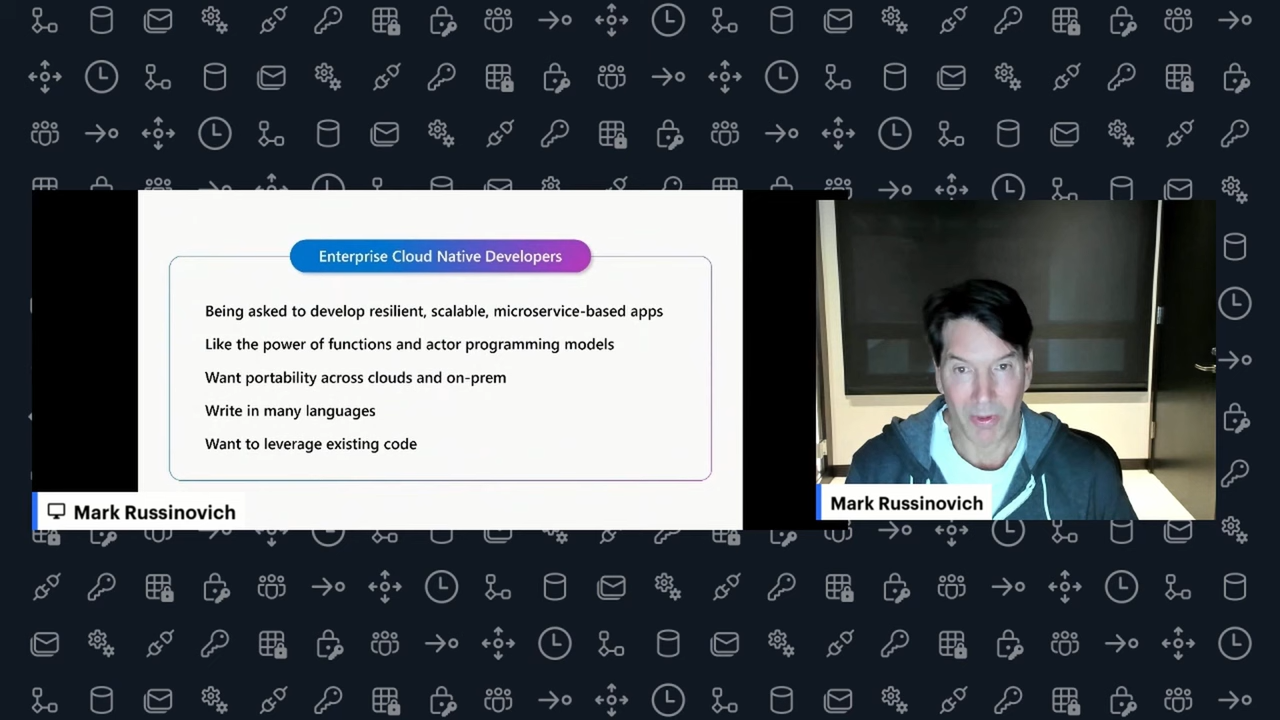 Enterprise Cloud Native Developers
Being asked to develop resilient, scalable, microservice-based apps
Like the power of functions and actor programming models
Want portability across clouds and on-prem
Write in many languages
Want to leverage existing code
Mark Russinovich
Mark Russinovich